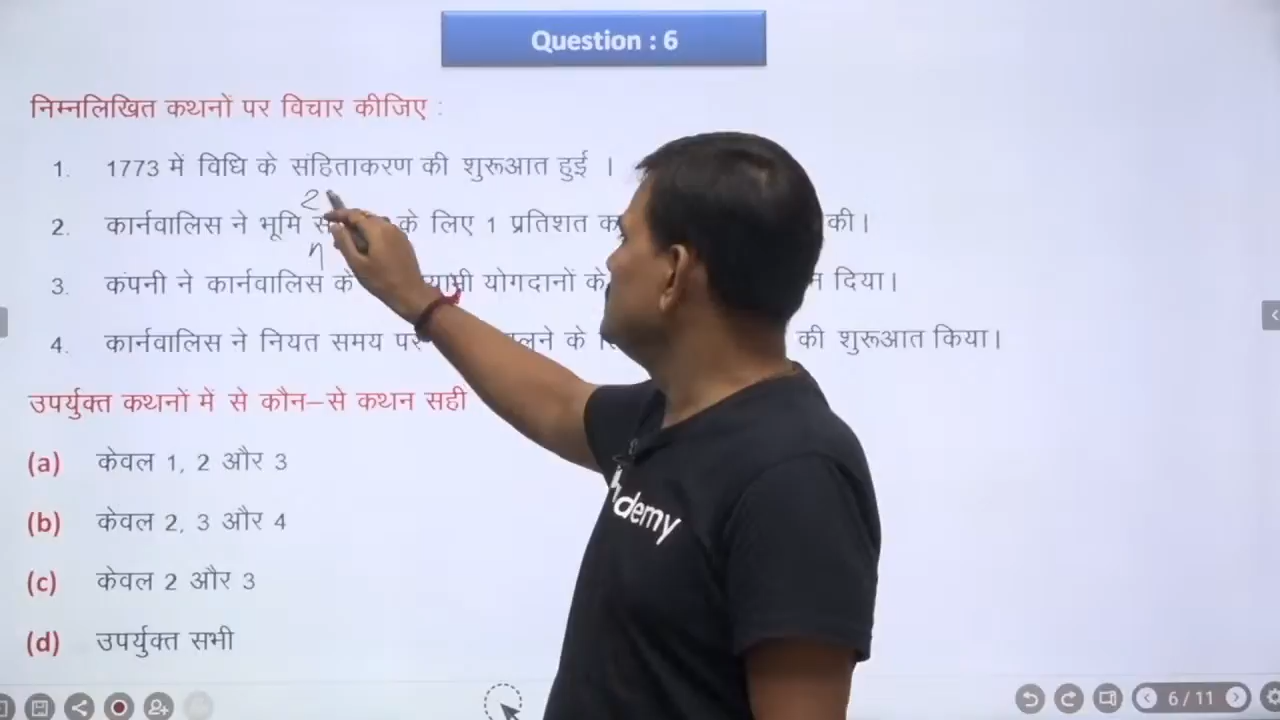 Question : 6
निम्नलिखित कथनों पर विचार कीजिए :
1. 1773 में विधि के संहिताकरण की शुरूआत हुई ।
2
2. कार्नवालिस ने भूमि के लिए 1 प्रतिशत की।
3. कंपनी ने कार्नवालिस के योगदानों के दिया।
4. कार्नवालिस ने नियत समय पर के की शुरूआत किया।
उपर्युक्त कथनों में से कौन–से कथन सही
(a) केवल 1, 2 और 3
(b) केवल 2, 3 और 4
(c) केवल 2 और 3
(d) उपर्युक्त सभी
demy
6 / 11